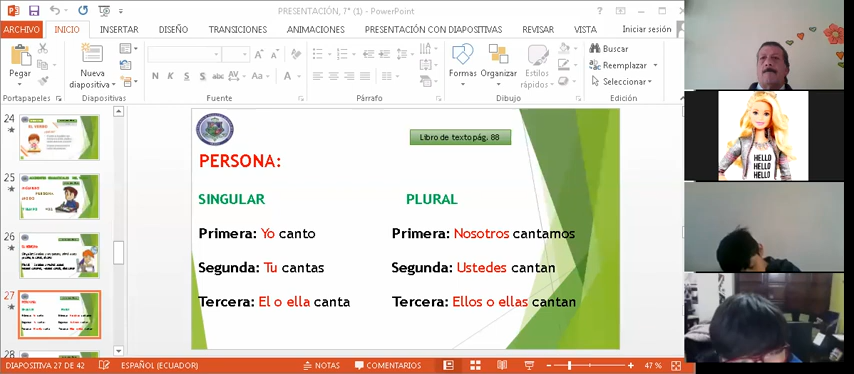 PRESENTACIÓN, 7° (1) - PowerPoint
ARCHIVO INICIO INSERTAR DISEÑO TRANSICIONES ANIMACIONES PRESENTACIÓN CON DIAPOSITIVAS REVISAR VISTA Iniciar sesión
Pegar
Nueva
diapositiva
N K S
Formas Organizar Estilos
rápidos
Buscar
Reemplazar
Seleccionar
Portapapeles Diapositivas Fuente Párrafo Dibujo Edición
24
25
26
27
28
Libro de texto pág. 88
PERSONA:
SINGULAR PLURAL
Primera: Yo canto Primera: Nosotros cantamos
Segunda: Tu cantas Segunda: Ustedes cantan
Tercera: El o ella canta Tercera: Ellos o ellas cantan
HELLO
HELLO
HELLO
DIAPOSITIVA 27 DE 42 ESPAÑOL (ECUADOR) NOTAS COMENTARIOS 47 %